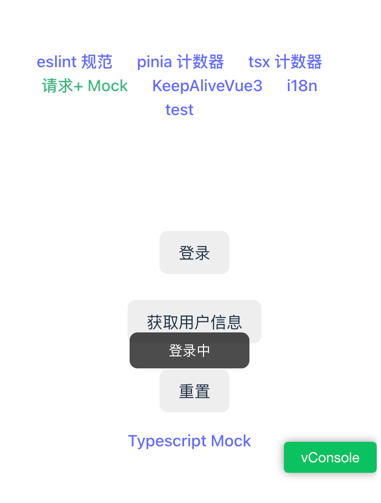 eslint 规范 pinia 计数器 tsx 计数器
请求+ Mock KeepAliveVue3 i18n
test
登录
获取用户信息
登录中
重置
Typescript Mock
vConsole